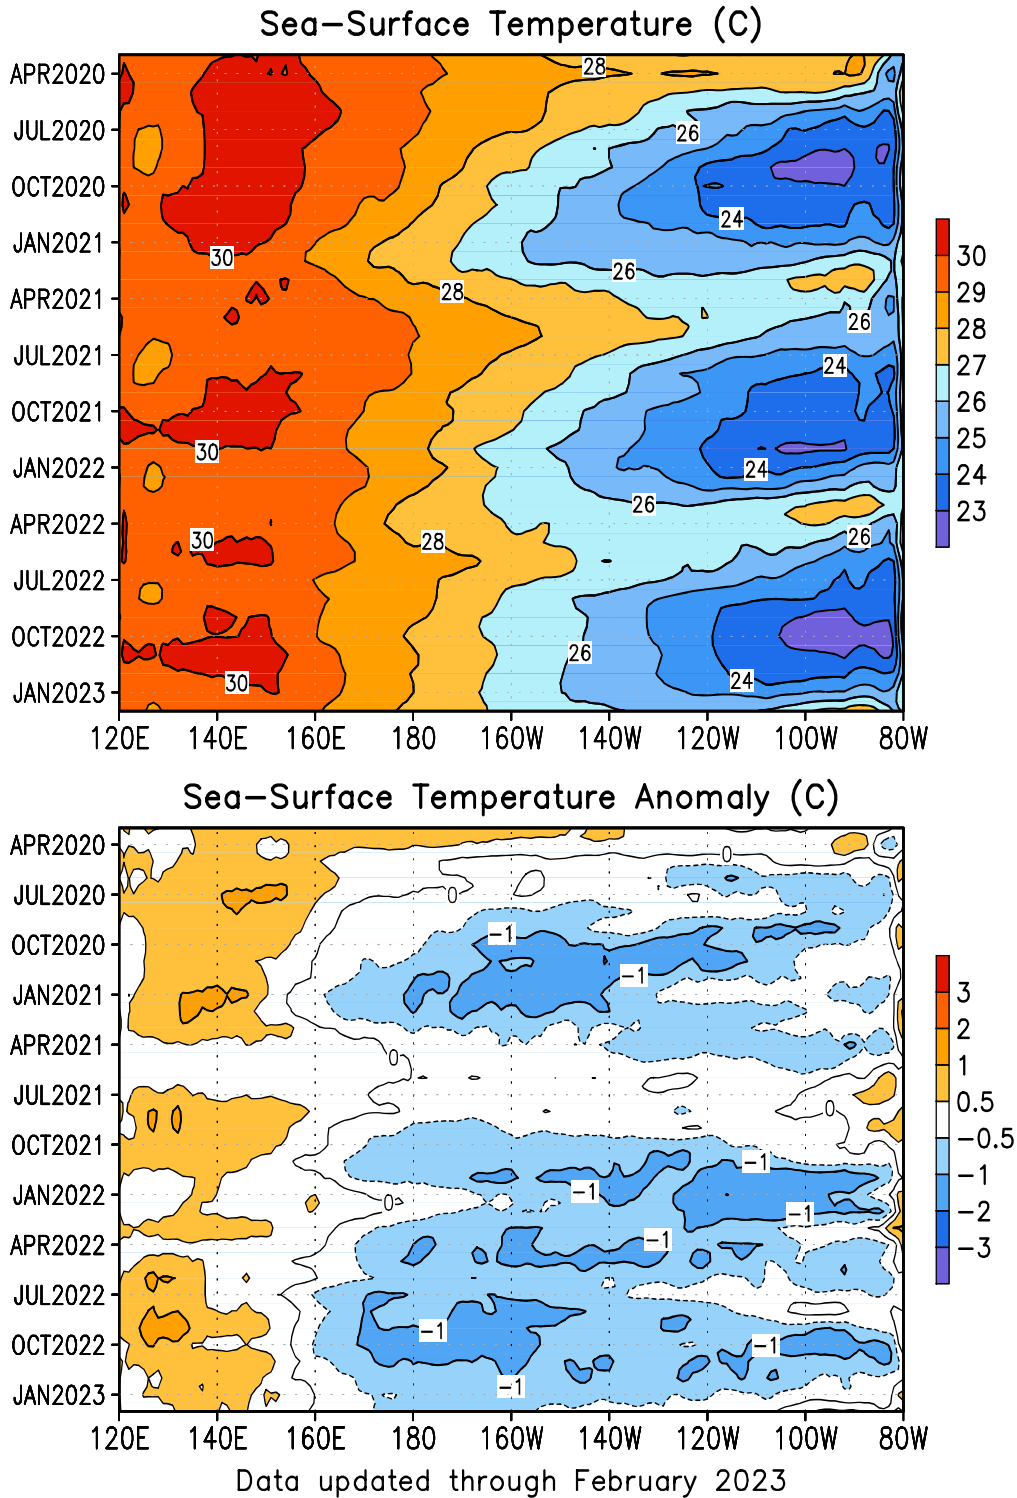 Sea-Surface Temperature (C)
APR2020
JUL2020
OCT2020
JAN2021
APR2021
JUL2021
OCT2021
JAN2022
APR2022
JUL2022
OCT2022
JAN2023
28
26
24
30
26
28
26
24
30
24
26
30
28
26
26
30
24
30
29
28
27
26
25
24
23
120E 140E 160E 180 160W 140W 120W 100W 80W
Sea-Surface Temperature Anomaly (C)
APR2020
JUL2020
OCT2020
JAN2021
APR2021
JUL2021
OCT2021
JAN2022
APR2022
JUL2022
OCT2022
JAN2023
0
0
-1
-1
0
0
-1
-1
0
-1
-1
-1
-1
-1
3
2
1
0.5
-0.5
-1
-2
-3
120E 140E 160E 180 160W 140W 120W 100W 80W
Data updated through February 2023